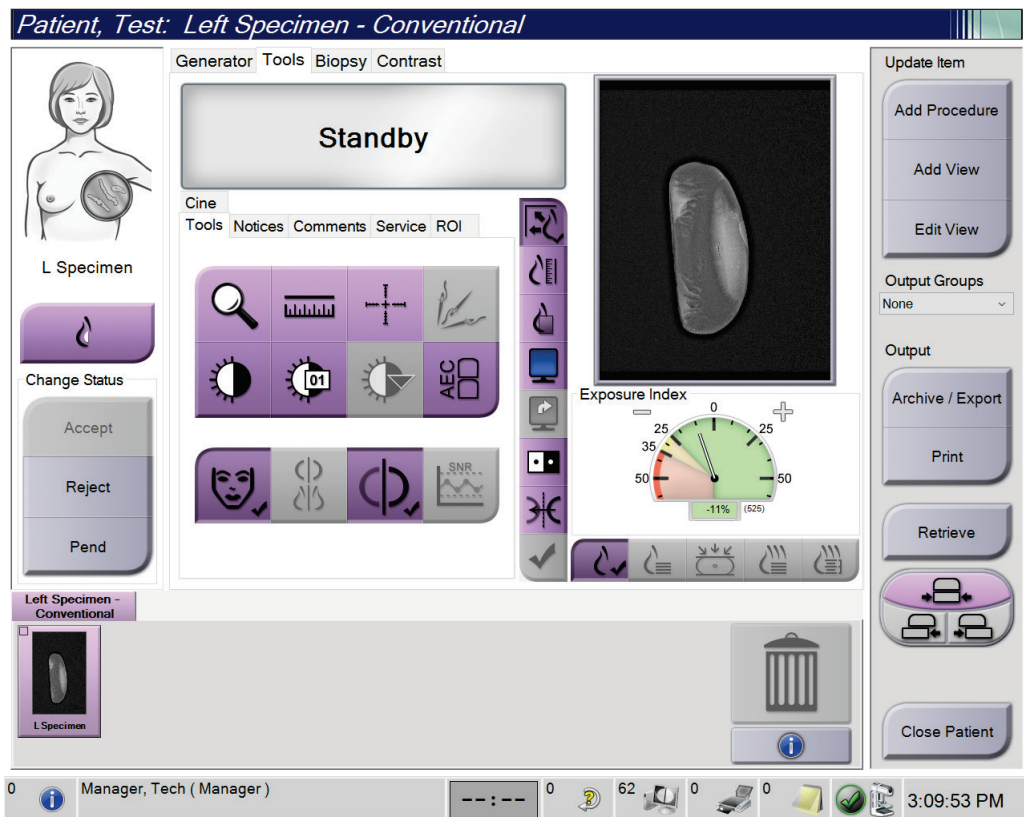 Patient, Test: Left Specimen - Conventional
Generator Tools Biopsy Contrast
Standby
Cine
Tools Notices Comments Service ROI
01
AEC
SNR
L Specimen
Change Status
Accept
Reject
Pend
Exposure Index
0
25 25
35
50 50
-11% (525)
Update Item
Add Procedure
Add View
Edit View
Output Groups
None
Output
Archive / Export
Print
Retrieve
Close Patient
Left Specimen -
Conventional
L Specimen
0 Manager, Tech ( Manager ) --:-- 0 62 0 0 3:09:53 PM